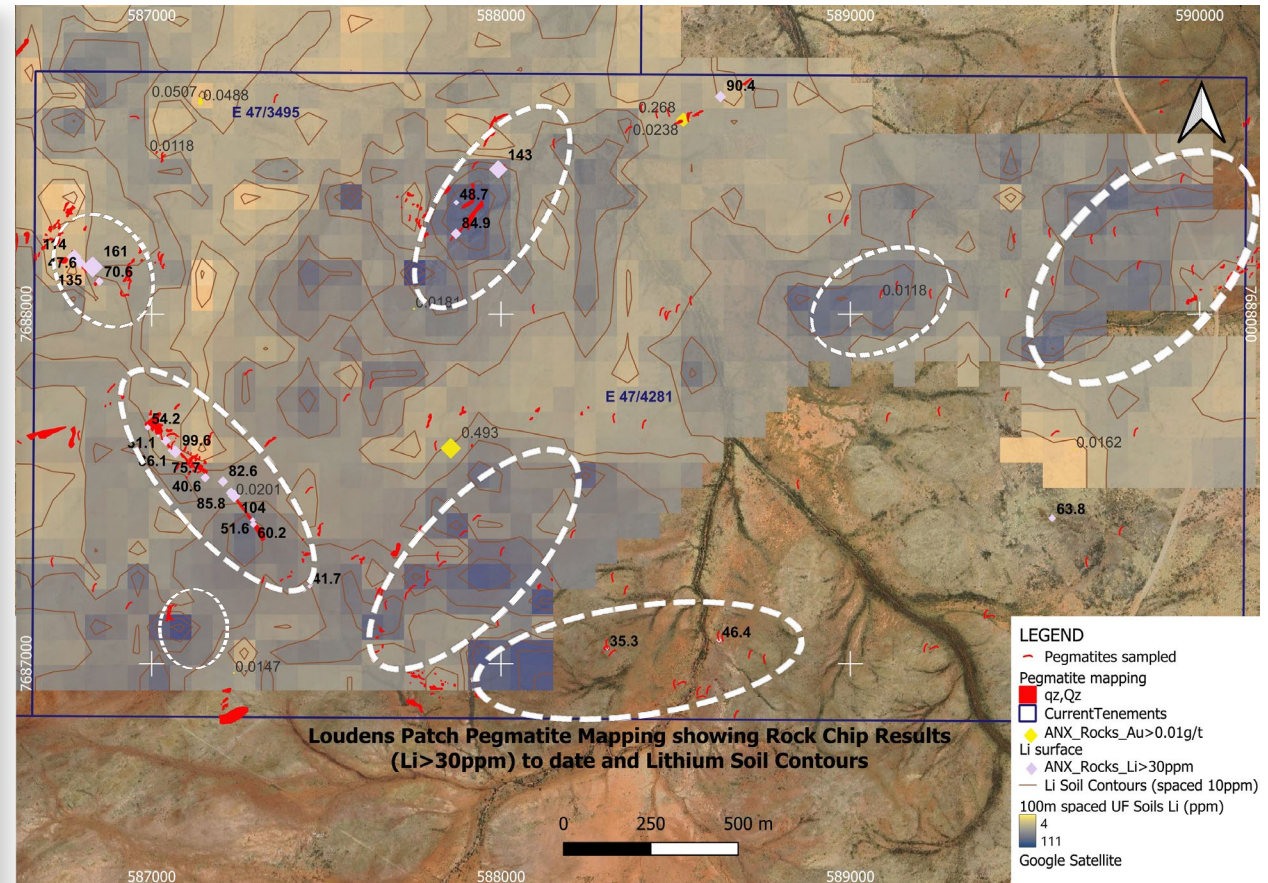 587000
588000
589000
590000
0.0507
0.0488
E 47/3495
0.0118
90.4
0.268
0.0238
143
48.7
84.9
161
70.6
135
0.0181
0.0118
7688000
7688000
E 47/4281
54.2
99.6
75.7
40.6
82.6
0.0201
85.8
104
51.6
60.2
41.7
0.493
0.0162
63.8
35.3
46.4
0.0147
7687000
Loudens Patch Pegmatite Mapping showing Rock Chip Results
(Li>30ppm) to date and Lithium Soil Contours
0 250 500 m
587000
588000
589000
LEGEND
Pegmatites sampled
Pegmatite mapping
qz,Qz
CurrentTenements
ANX_Rocks_Au>0.01g/t
Li surface
ANX_Rocks_Li>30ppm
Li Soil Contours (spaced 10ppm)
100m spaced UF Soils Li (ppm)
4
111
Google Satellite